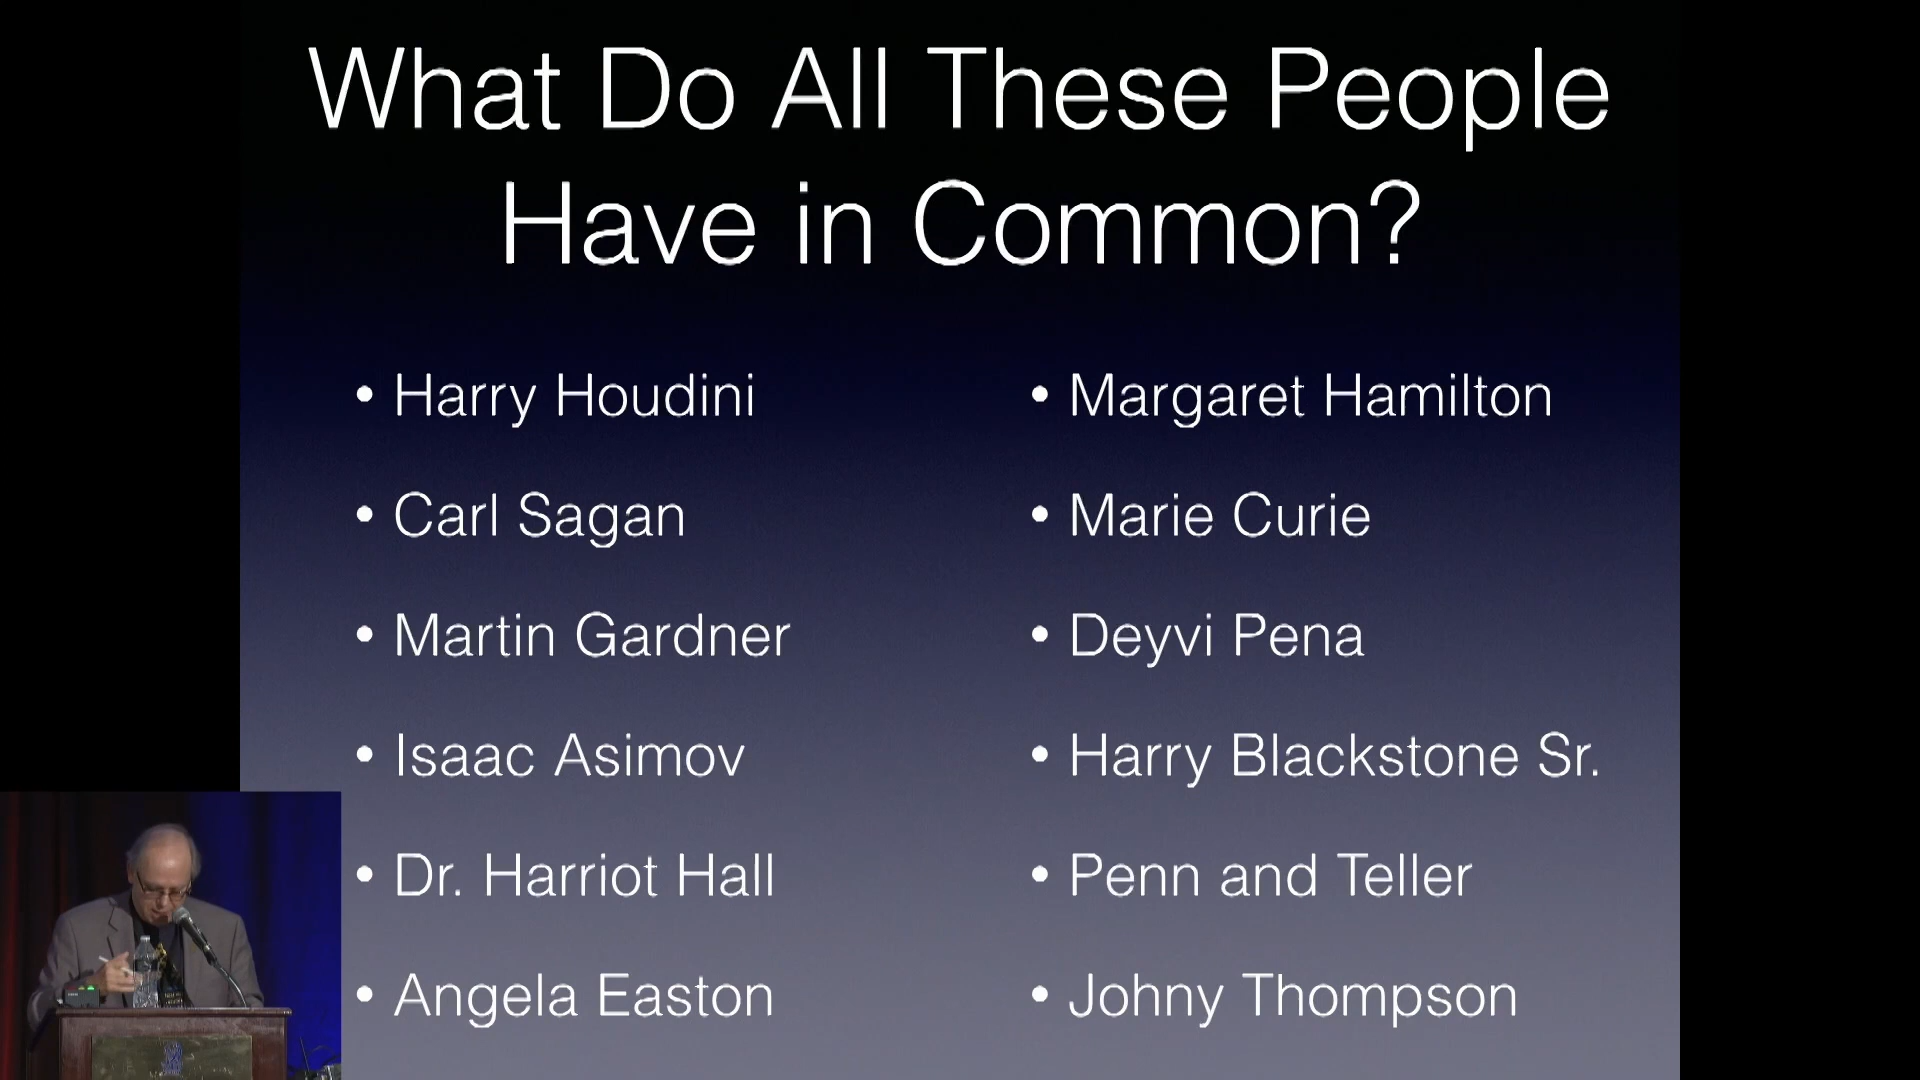 What Do All These People
Have in Common?
• Harry Houdini
• Carl Sagan
• Martin Gardner
• Isaac Asimov
• Dr. Harriot Hall
• Angela Easton
• Margaret Hamilton
• Marie Curie
• Deyvi Pena
• Harry Blackstone Sr.
• Penn and Teller
• Johny Thompson